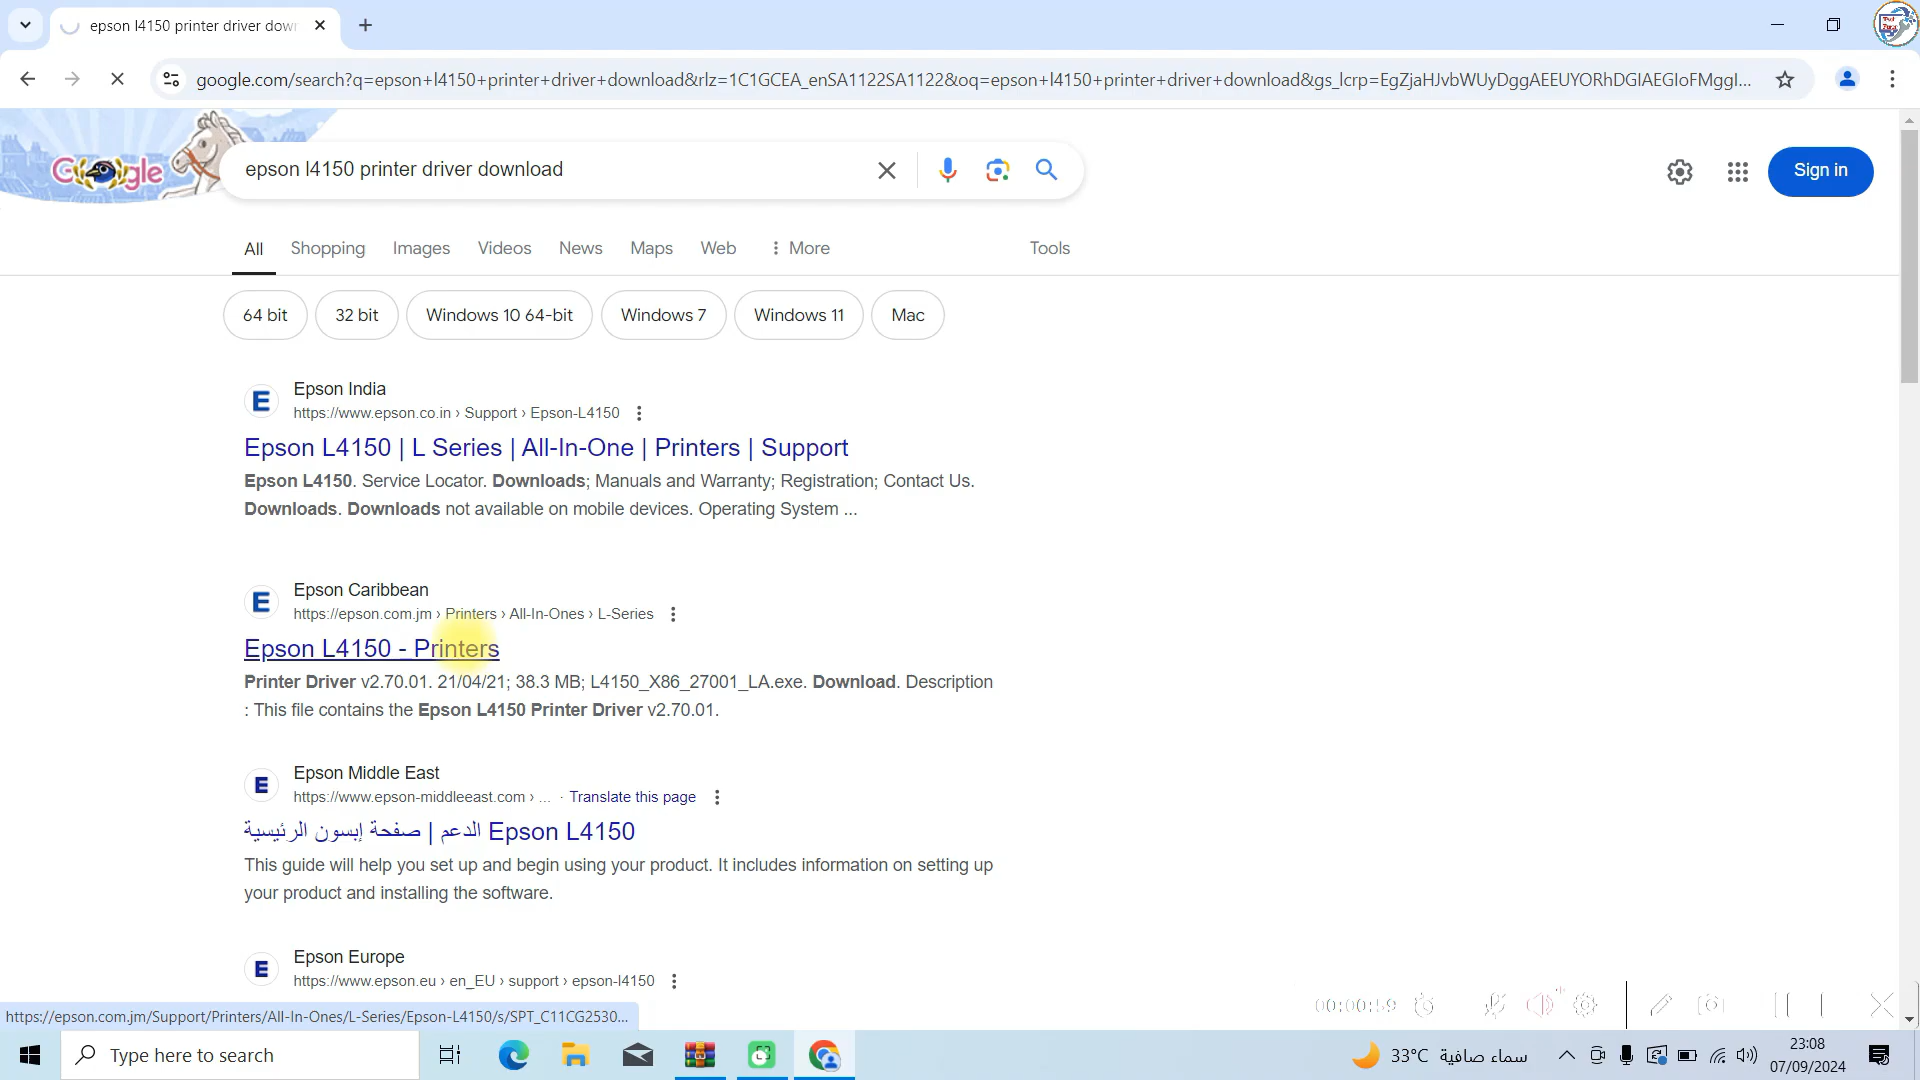 epson l4150 printer driver dow
google.com/search?q=epson+l4150+printer+driver+download&rlz=1C1GCEA_enSA1122SA1122&oq=epson+l4150+printer+driver+download&gs_lcrp=EgZjaHJvbWUyDggAEEUYORhDGIAEGIoFMggI...
Google
epson l4150 printer driver download
Sign in
All
Shopping
Images
Videos
News
Maps
Web
More
Tools
64 bit
32 bit
Windows 10 64-bit
Windows 7
Windows 11
Mac
Epson India
https://www.epson.co.in › Support › Epson-L4150
Epson L4150 | L Series | All-In-One | Printers | Support
Epson L4150. Service Locator. Downloads; Manuals and Warranty; Registration; Contact Us.
Downloads. Downloads not available on mobile devices. Operating System ...
Epson Caribbean
https://epson.com.jm › Printers › All-In-Ones › L-Series
Epson L4150 - Printers
Printer Driver v2.70.01. 21/04/21; 38.3 MB; L4150_X86_27001_LA.exe. Download. Description
: This file contains the Epson L4150 Printer Driver v2.70.01.
Epson Middle East
https://www.epson-middleeast.com › ... · Translate this page
Epson L4150 الدعم | صفحة إبسون الرئيسية
This guide will help you set up and begin using your product. It includes information on setting up
your product and installing the software.
Epson Europe
https://www.epson.eu › en_EU › support › epson-l4150
00:00:59
https://epson.com.jm/Support/Printers/All-In-Ones/L-Series/Epson-L4150/s/SPT_C11CG2530...
Type here to search
33°C سماء صافية
23:08
07/09/2024